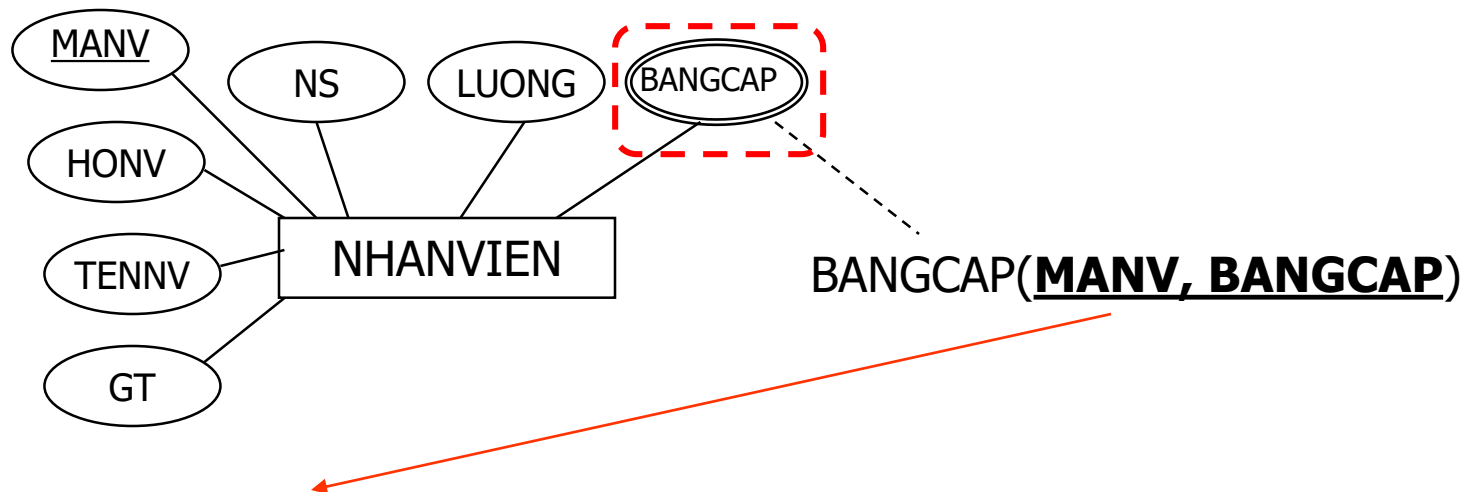 MANV
NS
LUONG
BANGCAP
HONV
TENNV
NHANVIEN
BANGCAP(MANV, BANGCAP)
GT